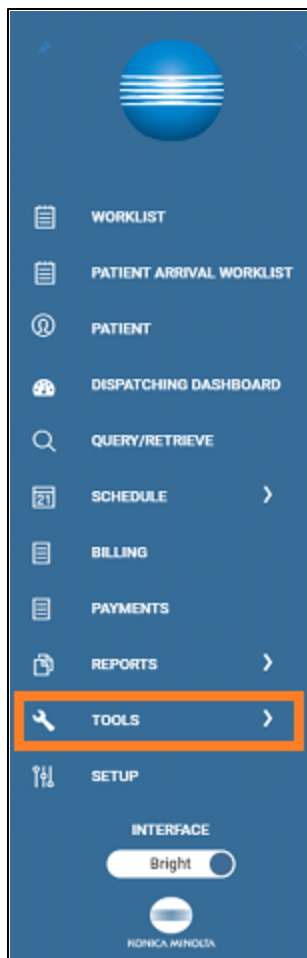 WORKLIST
PATIENT ARRIVAL WORKLIST
PATIENT
DISPATCHING DASHBOARD
QUERY/RETRIEVE
21 SCHEDULE
BILLING
PAYMENTS
REPORTS
TOOLS
SETUP
INTERFACE
Bright
KONICA MINOLTA